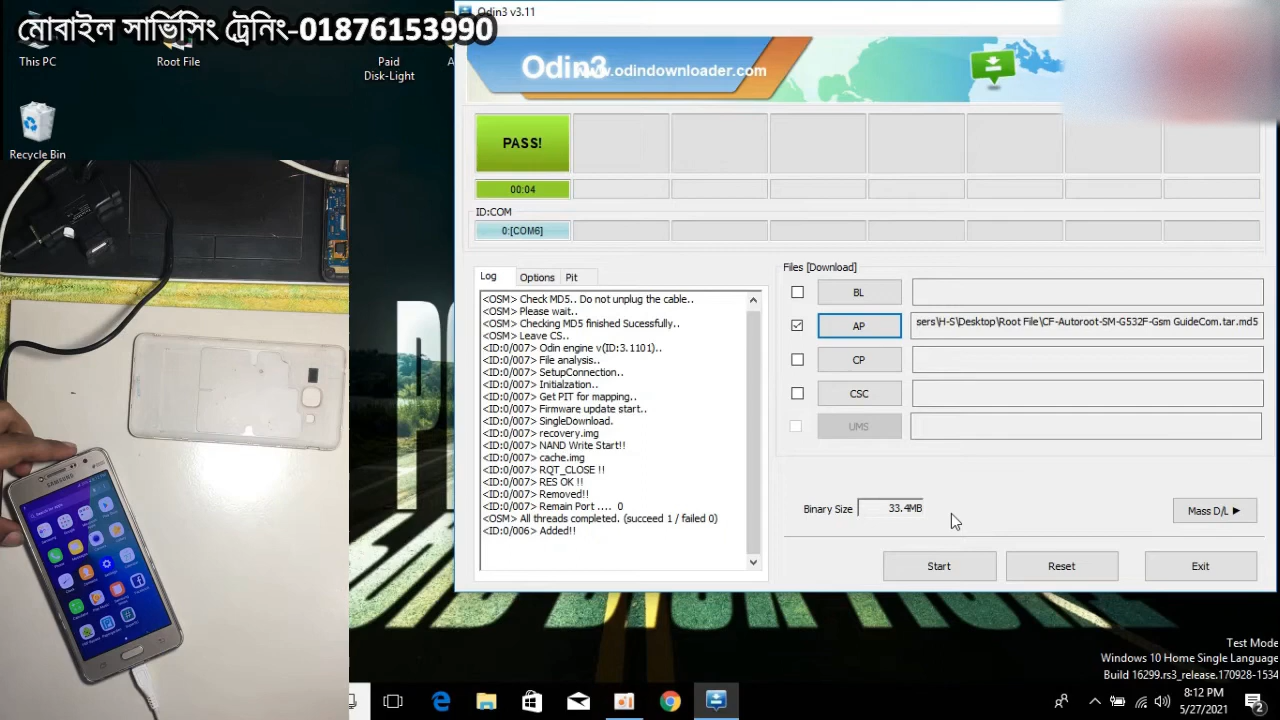 Odin3 v3.11
মোবাইল সার্ভিসিং ট্রেনিং-01876153990
This PC
Root File
Paid
Disk-Light
Recycle Bin
Odin3
www.odindownloader.com
PASS!
00:04
ID:COM
0:[COM6]
Log
Options
Pit
<OSM> Check MD5.. Do not unplug the cable..
<OSM> Please wait..
<OSM> Checking MD5 finished Sucessfully..
<OSM> Leave CS..
<ID:0/007> Odin engine v(ID:3.1101)..
<ID:0/007> File analysis..
<ID:0/007> SetupConnection..
<ID:0/007> Initialzation..
<ID:0/007> Get PIT for mapping..
<ID:0/007> Firmware update start..
<ID:0/007> SingleDownload.
<ID:0/007> recovery.img
<ID:0/007> NAND Write Start!!
<ID:0/007> cache.img
<ID:0/007> RQT_CLOSE !!
<ID:0/007> RES OK !!
<ID:0/007> Removed!!
<ID:0/007> Remain Port .... 0
<OSM> All threads completed. (succeed 1 / failed 0)
<ID:0/006> Added!!
Files [Download]
BL
AP
sers\H-S\Desktop\Root File\CF-Autoroot-SM-G532F-Gsm GuideCom.tar.md5
CP
CSC
UMS
Binary Size
33.4MB
Mass D/L ►
Start
Reset
Exit
SAMSUNG
Test Mode
Windows 10 Home Single Language
Build 16299.rs3_release.170928-1534
8:12 PM
5/27/2021
2